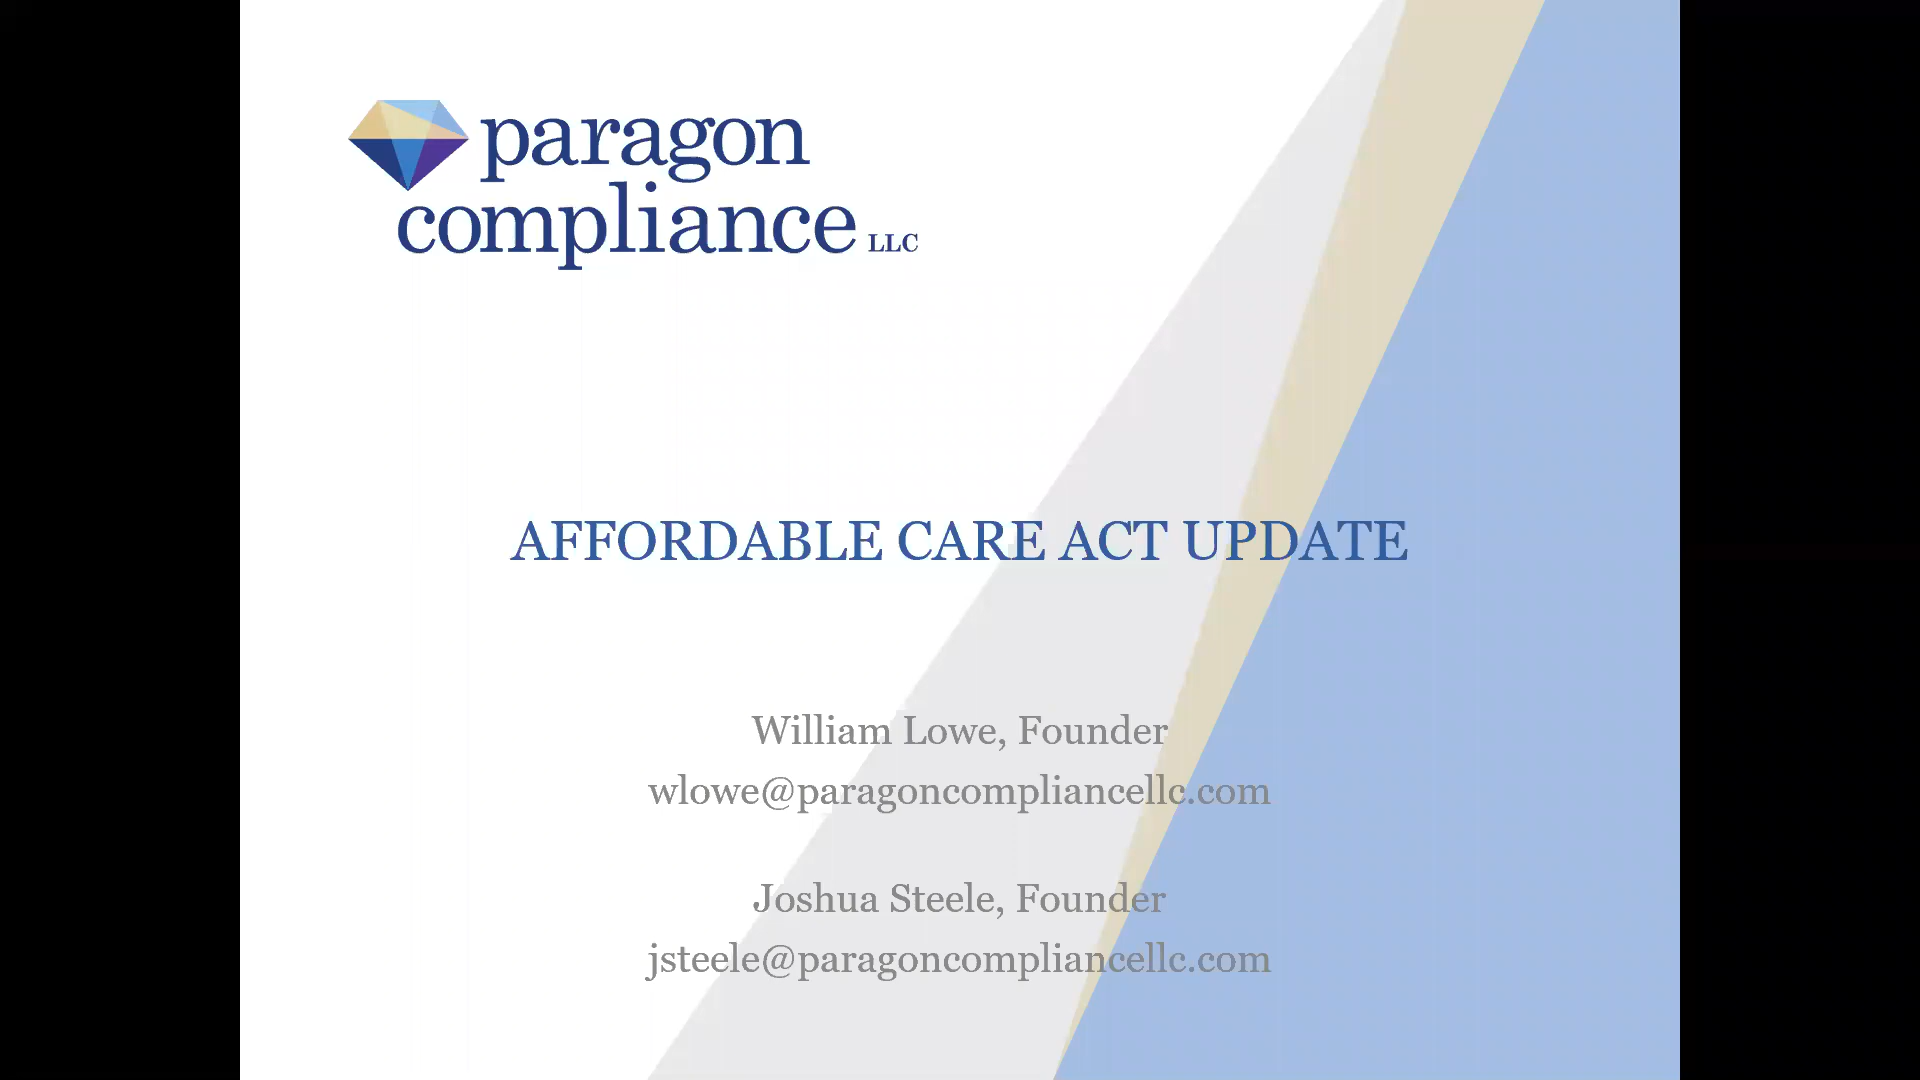 paragon
compliance LLC
AFFORDABLE CARE ACT UPDATE
William Lowe, Founder
wlowe@paragoncompliancellc.com
Joshua Steele, Founder
jsteele@paragoncompliancellc.com